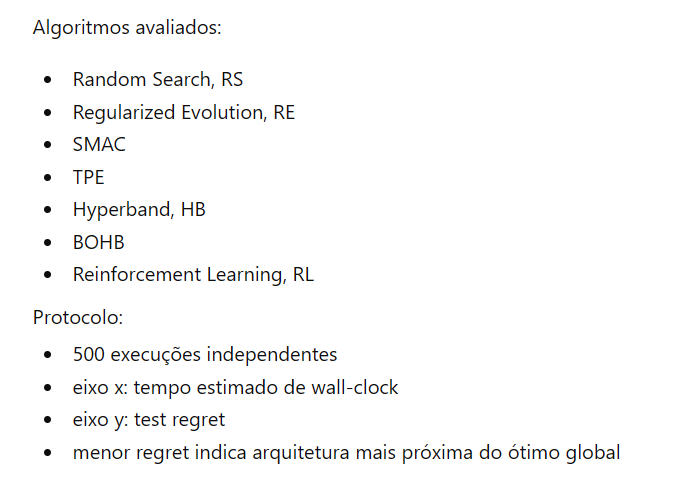 Algoritmos avaliados:
• Random Search, RS
• Regularized Evolution, RE
• SMAC
• TPE
• Hyperband, HB
• BOHB
• Reinforcement Learning, RL
Protocolo:
• 500 execuções independentes
• eixo x: tempo estimado de wall-clock
• eixo y: test regret
• menor regret indica arquitetura mais próxima do ótimo global